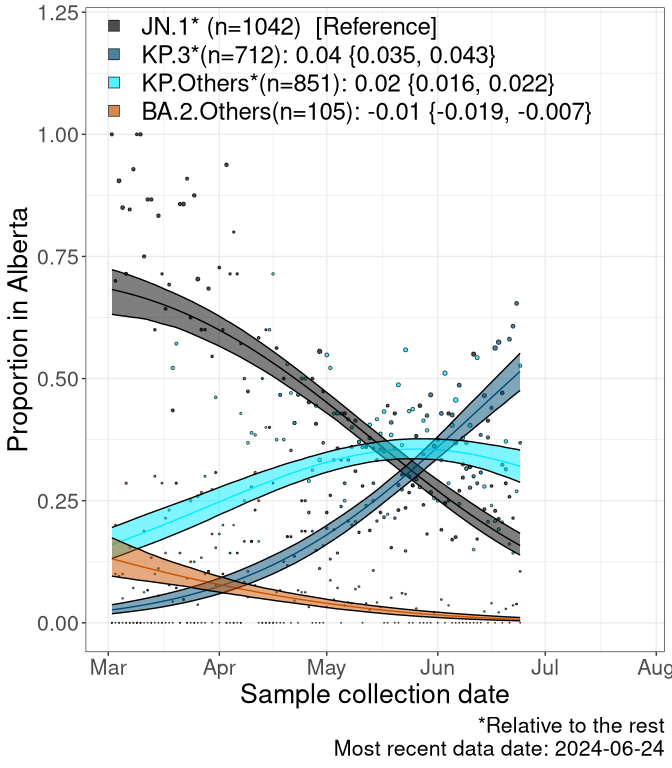 JN.1* (n=1042)  [Reference]
KP.3*(n=712): 0.04 {0.035, 0.043}
KP.Others*(n=851): 0.02 {0.016, 0.022}
BA.2.Others(n=105): -0.01 {-0.019, -0.007}
Proportion in Alberta
1.25
1.00
0.75
0.50
0.25
0.00
Mar Apr May Jun Jul Aug
Sample collection date
*Relative to the rest
Most recent data date: 2024-06-24